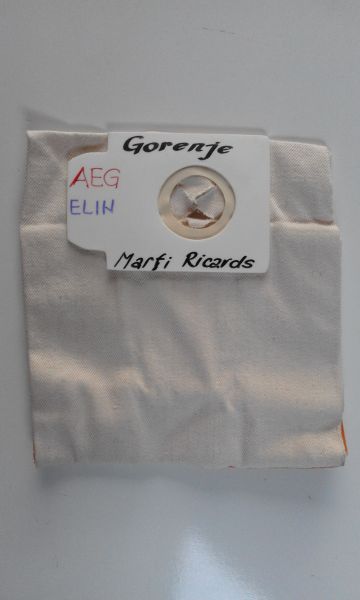 Gorenje
AEG
ELIN
Marfi Ricards